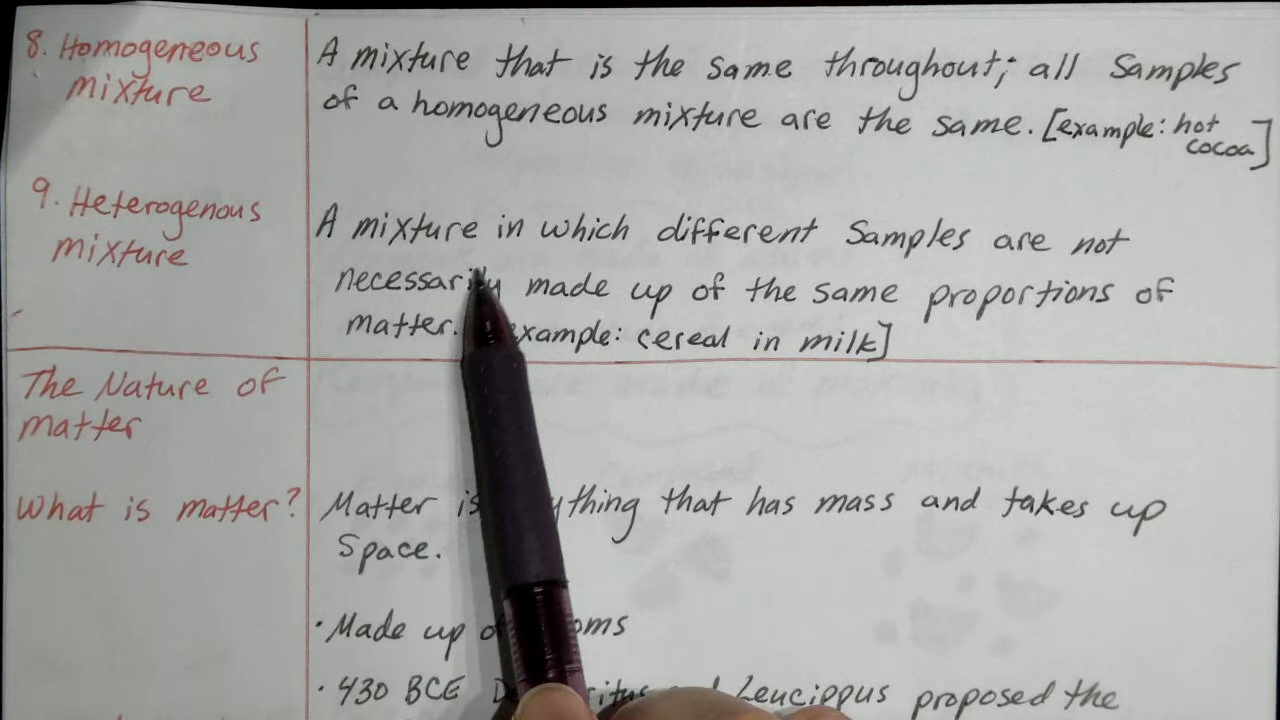 8. Homogeneous
mixture
A mixture that is the same throughout; all Samples
of a homogeneous mixture are the same. [example: hot
cocoa]
9. Heterogenous
mixture
A mixture in which different Samples are not
necessarily made up of the same proportions of
matter. example: cereal in milk]
The Nature of
matter
What is matter?
Matter is that has mass and takes up
Space.
• Made up
• 430 BCE Leucippus proposed the